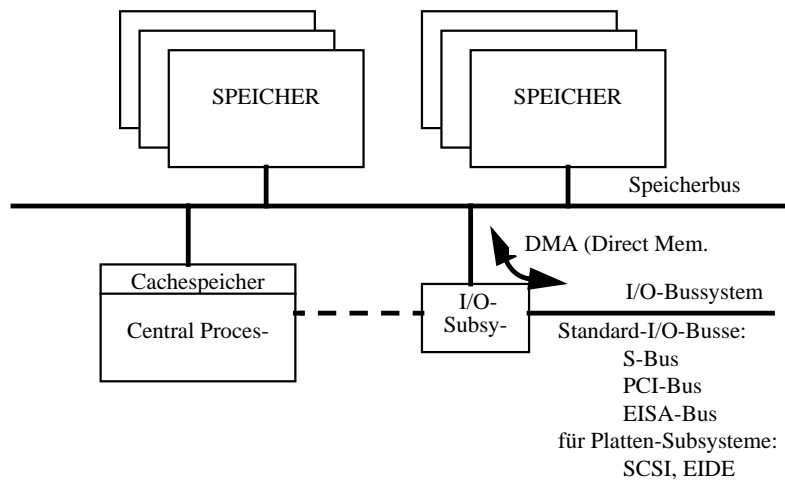 SPEICHER
SPEICHER
Speicherbus
DMA (Direct Mem.
Cachespeicher
I/O-Bussystem
I/O-
Subsy-
Central Proces-
Standard-I/O-Busse:
S-Bus
PCI-Bus
EISA-Bus
für Platten-Subsysteme:
SCSI, EIDE